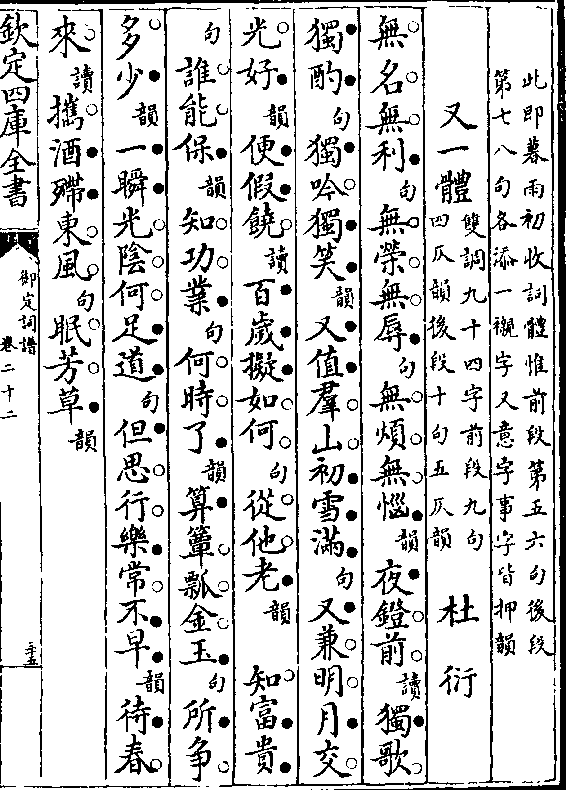 此即暮雨初收詞體惟前段第五六句後段
第七八句各添一襯字又意字事字皆押韻
又一體 雙調九十四字前段九句
四仄韻後段十句五仄韻 杜衍
無名無利句無榮無辱句無煩無惱韻夜鐙前讀獨歌
獨酌句獨吟獨笑韻又值羣山初雪滿句又兼明月交
光好韻便假饒讀百歲擬如何句從他老韻 知富貴
句誰能保韻知功業句何時了韻算簞瓢金玉句所爭
多少韻一瞬光陰何足道句但思行樂常不早韻待春
來讀攜酒殢東風句眠芳草韻
欽定四庫全書 御定詞譜 卷二十二 二十五